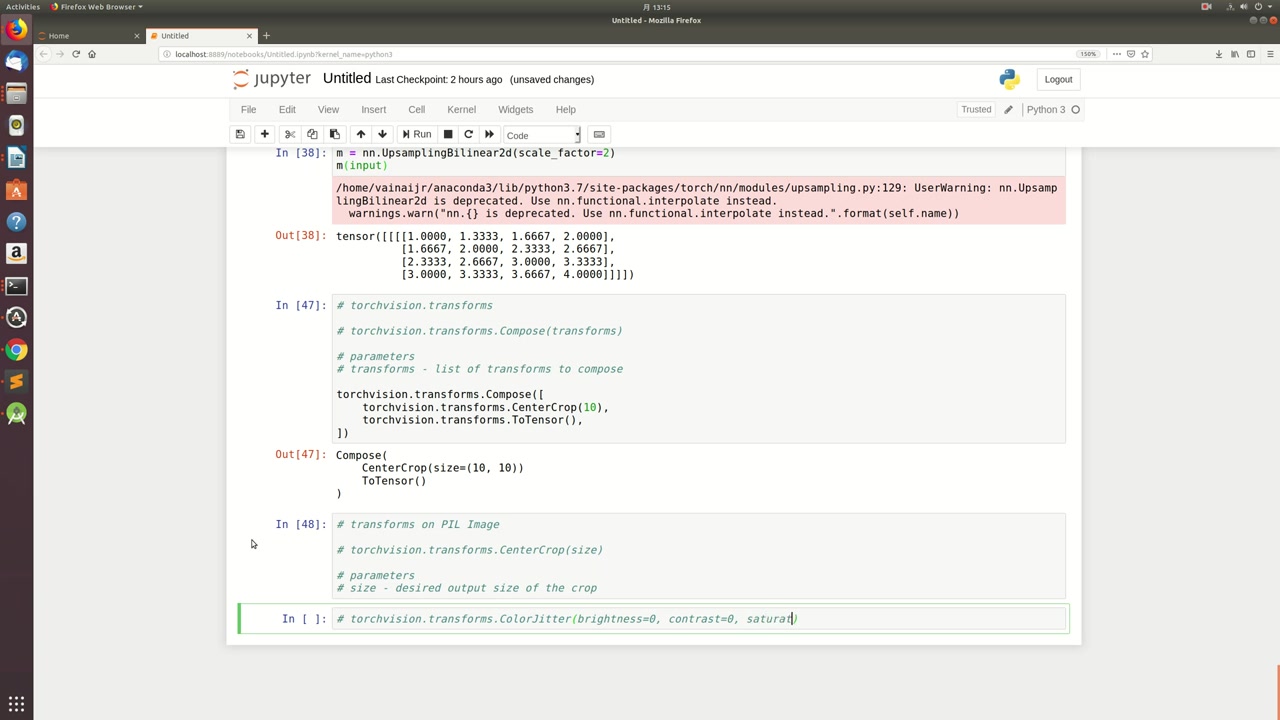 Activities
Firefox Web Browser
月 13:15
Untitled - Mozilla Firefox
Home
Untitled
localhost:8889/notebooks/Untitled.ipynb?kernel_name=python3
150%
jupyter Untitled Last Checkpoint: 2 hours ago (unsaved changes)
Logout
File Edit View Insert Cell Kernel Widgets Help
Trusted
Python 3
Run
Code
In [38]: m = nn.UpsamplingBilinear2d(scale_factor=2)
m(input)
/home/vainaijr/anaconda3/lib/python3.7/site-packages/torch/nn/modules/upsampling.py:129: UserWarning: nn.Upsamp
lingBilinear2d is deprecated. Use nn.functional.interpolate instead.
warnings.warn("nn.{} is deprecated. Use nn.functional.interpolate instead.".format(self.name))
Out[38]: tensor([[[[1.0000, 1.3333, 1.6667, 2.0000],
[1.6667, 2.0000, 2.3333, 2.6667],
[2.3333, 2.6667, 3.0000, 3.3333],
[3.0000, 3.3333, 3.6667, 4.0000]]]])
In [47]: # torchvision.transforms
# torchvision.transforms.Compose(transforms)
# parameters
# transforms - list of transforms to compose
torchvision.transforms.Compose([
torchvision.transforms.CenterCrop(10),
torchvision.transforms.ToTensor(),
])
Out[47]: Compose(
CenterCrop(size=(10, 10))
ToTensor()
)
In [48]: # transforms on PIL Image
# torchvision.transforms.CenterCrop(size)
# parameters
# size - desired output size of the crop
In [ ]: # torchvision.transforms.ColorJitter(brightness=0, contrast=0, saturat)